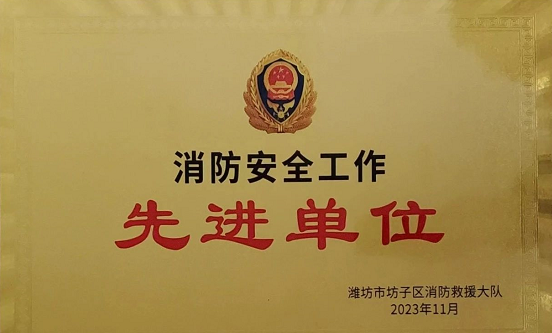 消防安全工作
先进单位
潍坊市坊子区消防救援大队
2023年11月